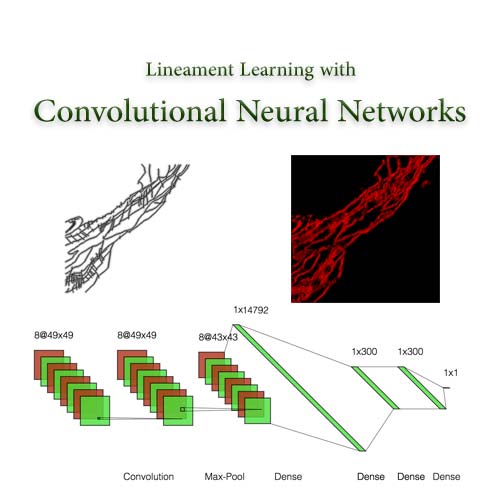 Lineament Learning with
Convolutional Neural Networks
1x14792
8@49x49 8@49x49 8@43x43
1x300 1x300
1x1
Convolution Max-Pool Dense Dense Dense Dense